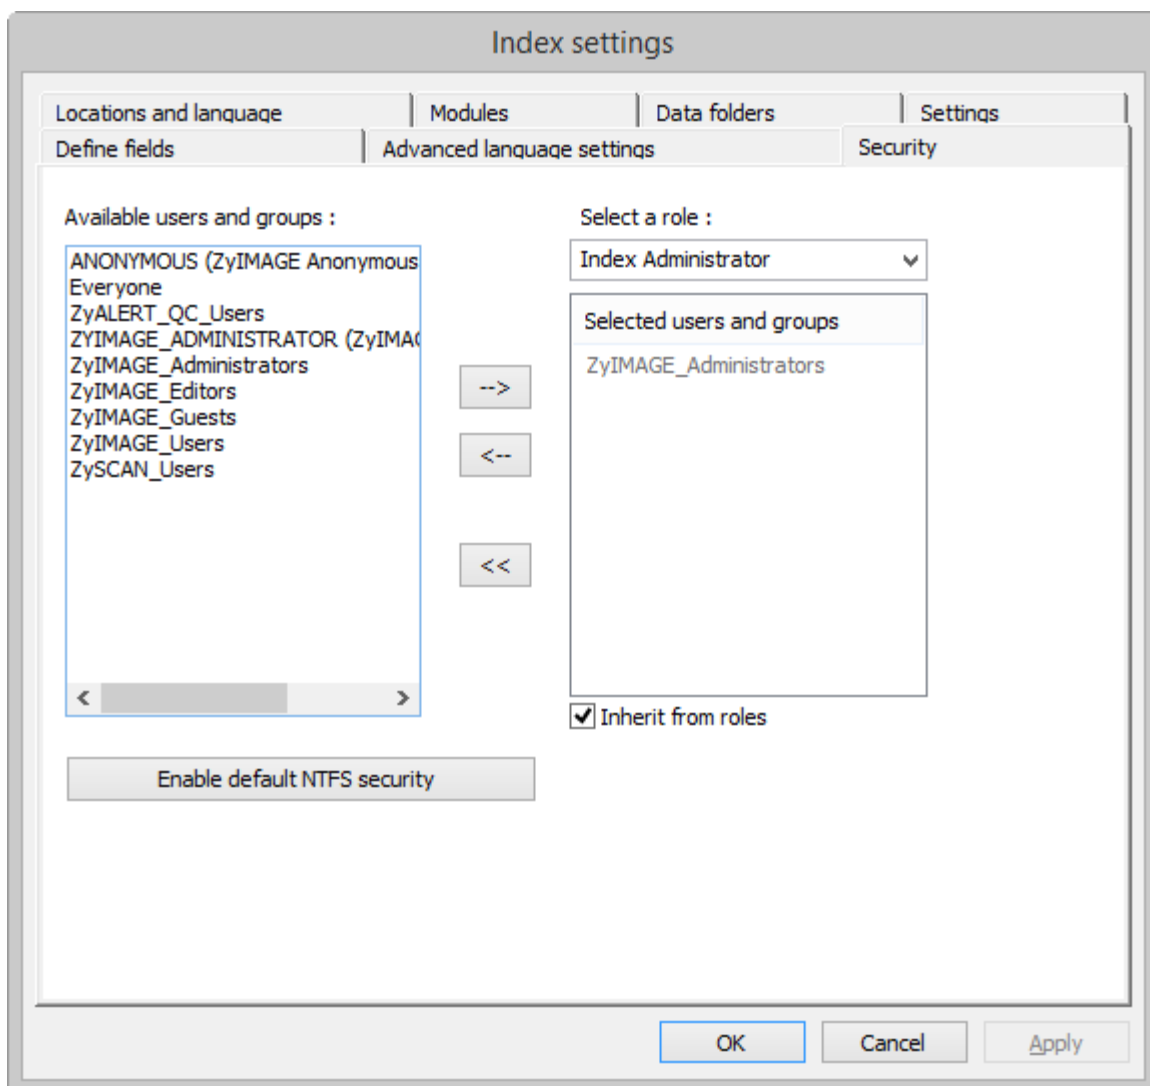 Index settings
Locations and language
Modules
Data folders
Settings
Define fields
Advanced language settings
Security
Available users and groups :
ANONYMOUS (ZyIMAGE Anonymous
Everyone
ZyALERT_QC_Users
ZYIMAGE_ADMINISTRATOR (ZyIMAG
ZyIMAGE_Administrators
ZyIMAGE_Editors
ZyIMAGE_Guests
ZyIMAGE_Users
ZySCAN_Users
-->
<--
<<
Select a role :
Index Administrator
Selected users and groups
ZyIMAGE_Administrators
Inherit from roles
Enable default NTFS security
OK
Cancel
Apply